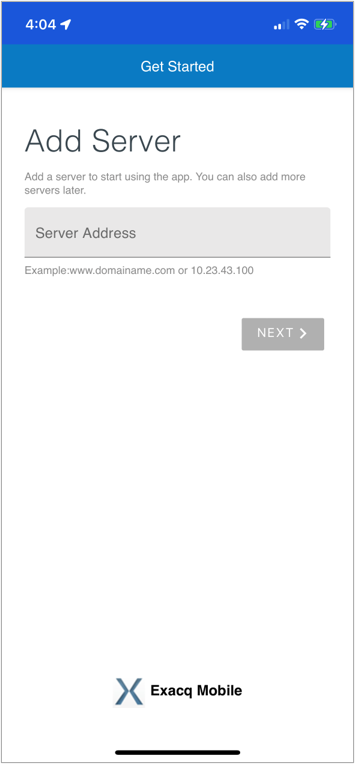 4:04
Get Started
Add Server
Add a server to start using the app. You can also add more
servers later.
Server Address
Example:www.domainame.com or 10.23.43.100
NEXT
Exacq Mobile